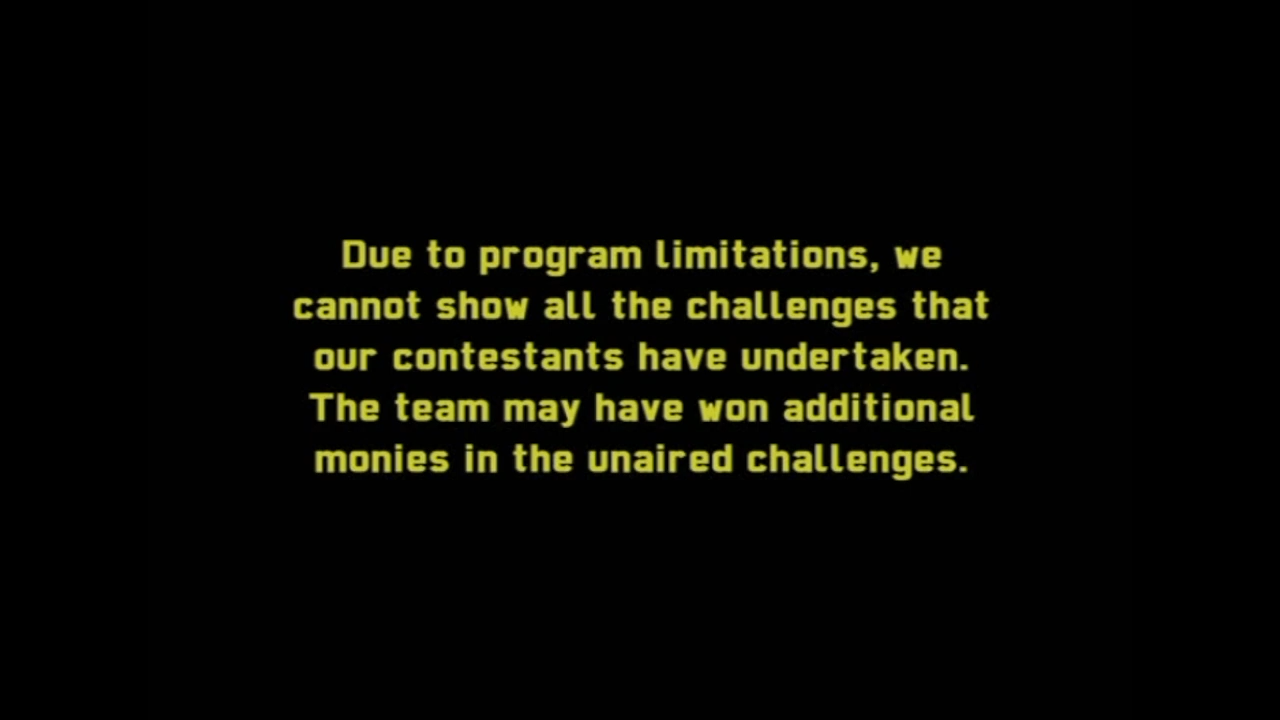 Due to program limitations, we
cannot show all the challenges that
our contestants have undertaken.
The team may have won additional
monies in the unaired challenges.